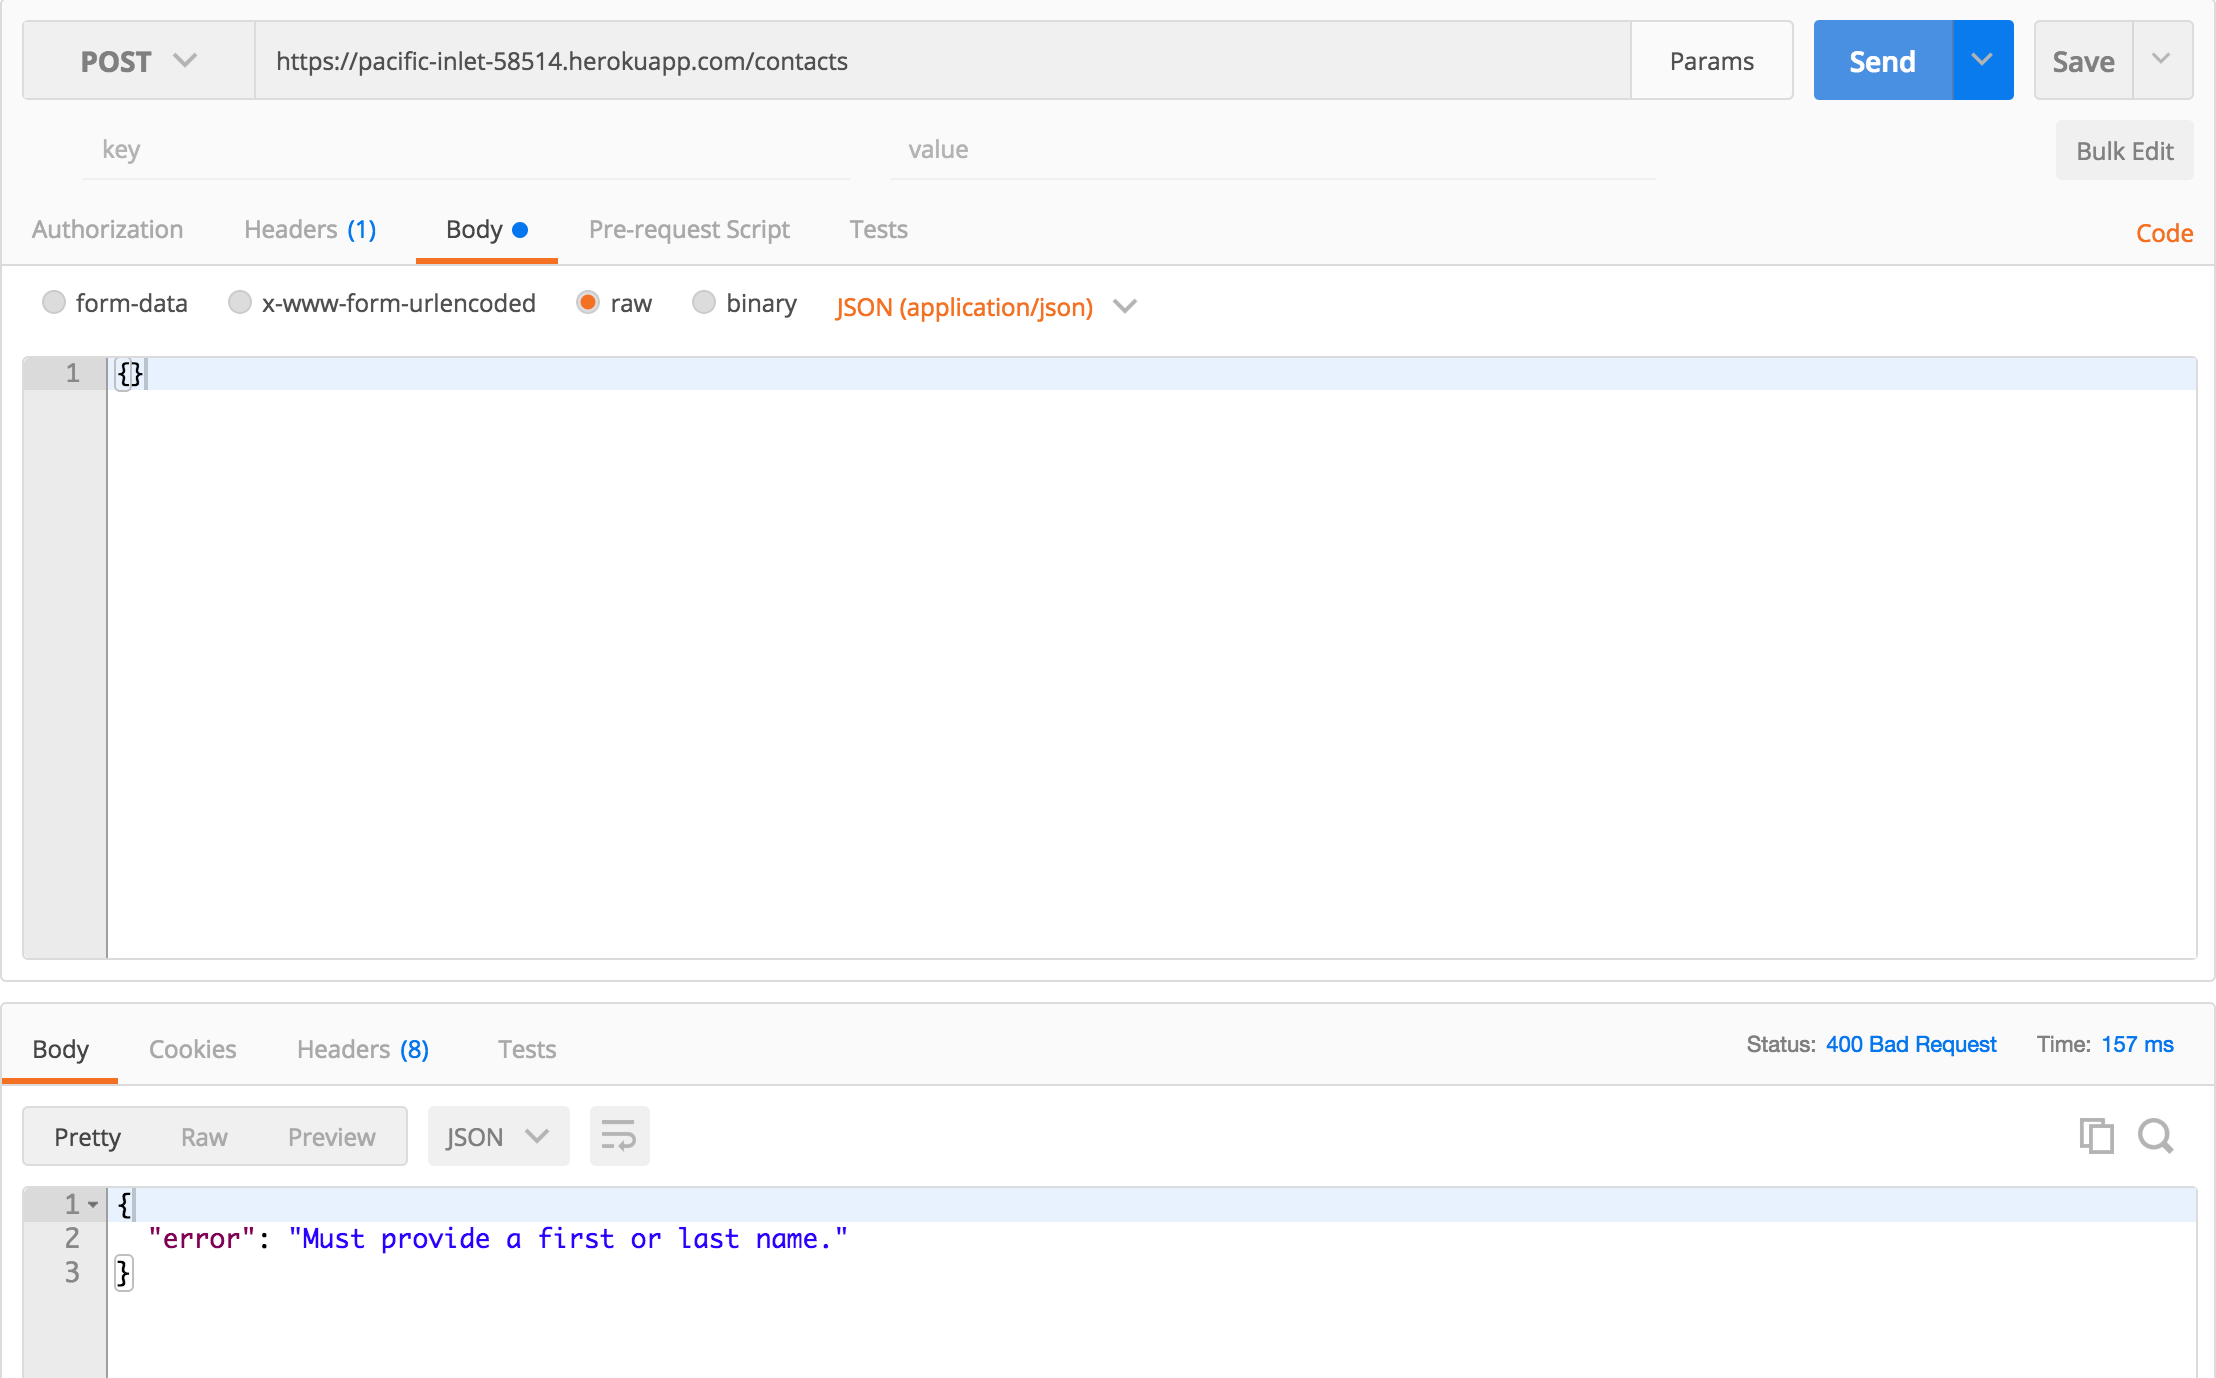 POST https://pacific-inlet-58514.herokuapp.com/contacts Params Send Save
key value Bulk Edit
Authorization Headers (1) Body Pre-request Script Tests Code
form-data x-www-form-urlencoded raw binary JSON (application/json)
1 {}
Body Cookies Headers (8) Tests Status: 400 Bad Request Time: 157 ms
Pretty Raw Preview JSON
1 {
2 "error": "Must provide a first or last name."
3 }